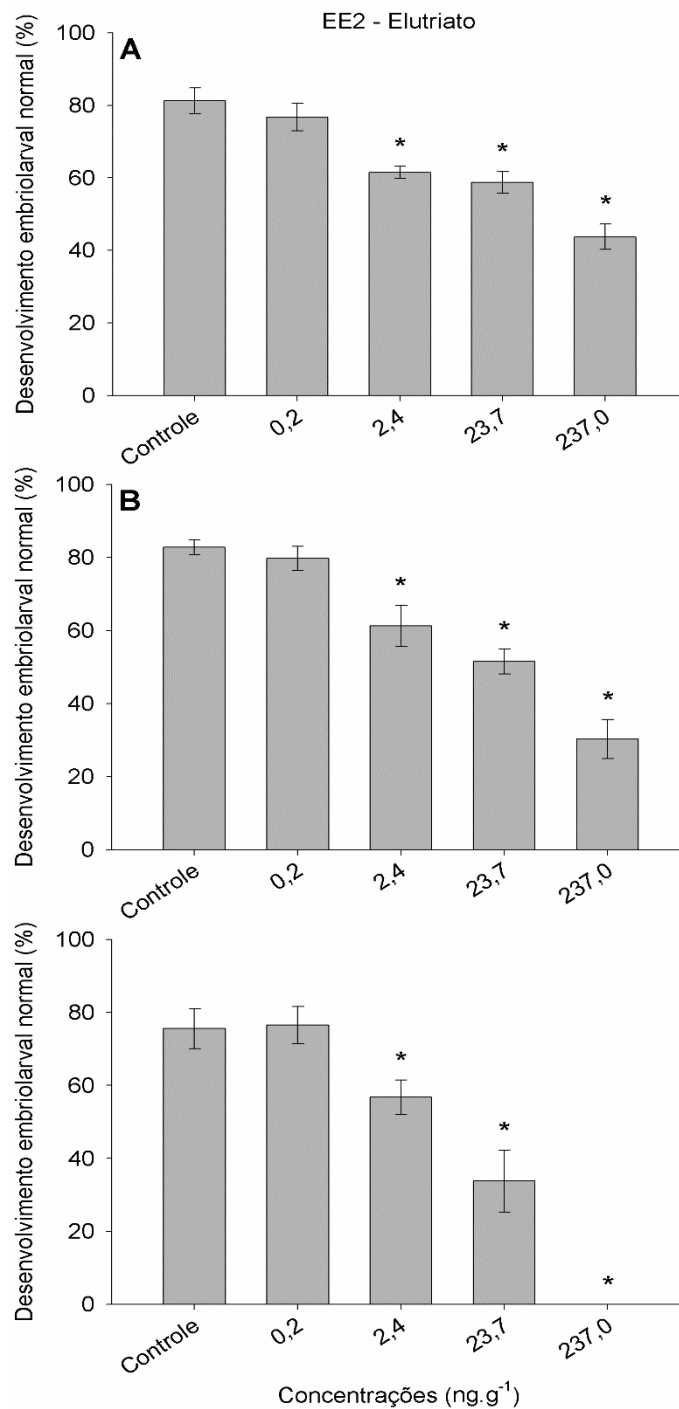 EE2 - Elutriato
A
Desenvolvimento embriolarval normal (%)
100
80
60
40
20
0
* * *
Controle 0,2 2,4 23,7 237,0
B
Desenvolvimento embriolarval normal (%)
100
80
60
40
20
0
* * *
Controle 0,2 2,4 23,7 237,0
Desenvolvimento embriolarval normal (%)
100
80
60
40
20
0
* * *
Controle 0,2 2,4 23,7 237,0
Concentrações (ng.g⁻¹)